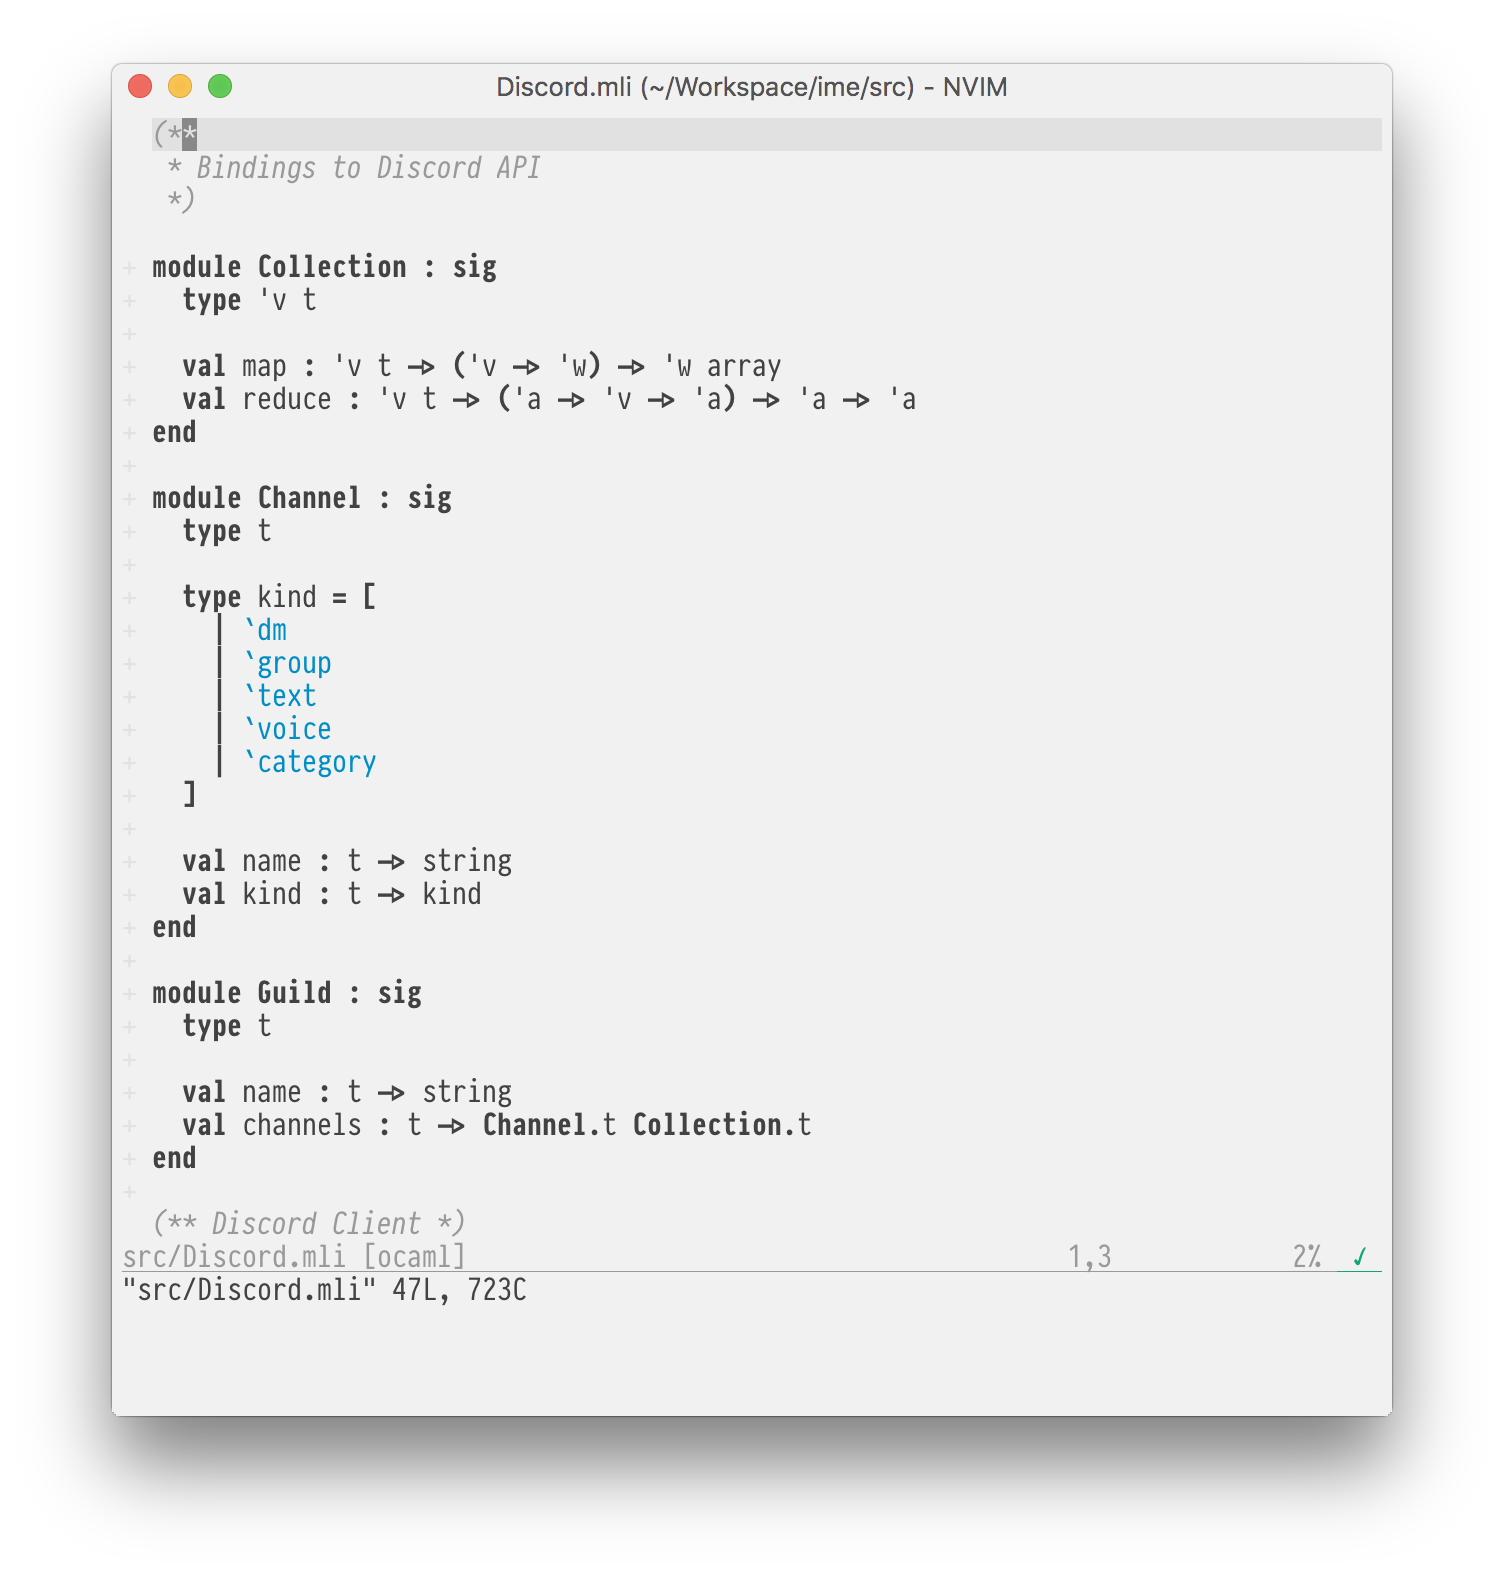 Discord.mli (~/Workspace/ime/src) - NVIM
(**
 * Bindings to Discord API
 *)
+ module Collection : sig
+   type 'v t
+
+   val map : 'v t -> ('v -> 'w) -> 'w array
+   val reduce : 'v t -> ('a -> 'v -> 'a) -> 'a -> 'a
+ end
+
+ module Channel : sig
+   type t
+
+   type kind = [
+     | `dm
+     | `group
+     | `text
+     | `voice
+     | `category
+   ]
+
+   val name : t -> string
+   val kind : t -> kind
+ end
+
+ module Guild : sig
+   type t
+
+   val name : t -> string
+   val channels : t -> Channel.t Collection.t
+ end
+
(** Discord Client *)
src/Discord.mli [ocaml] 1,3 2% ✓
"src/Discord.mli" 47L, 723C